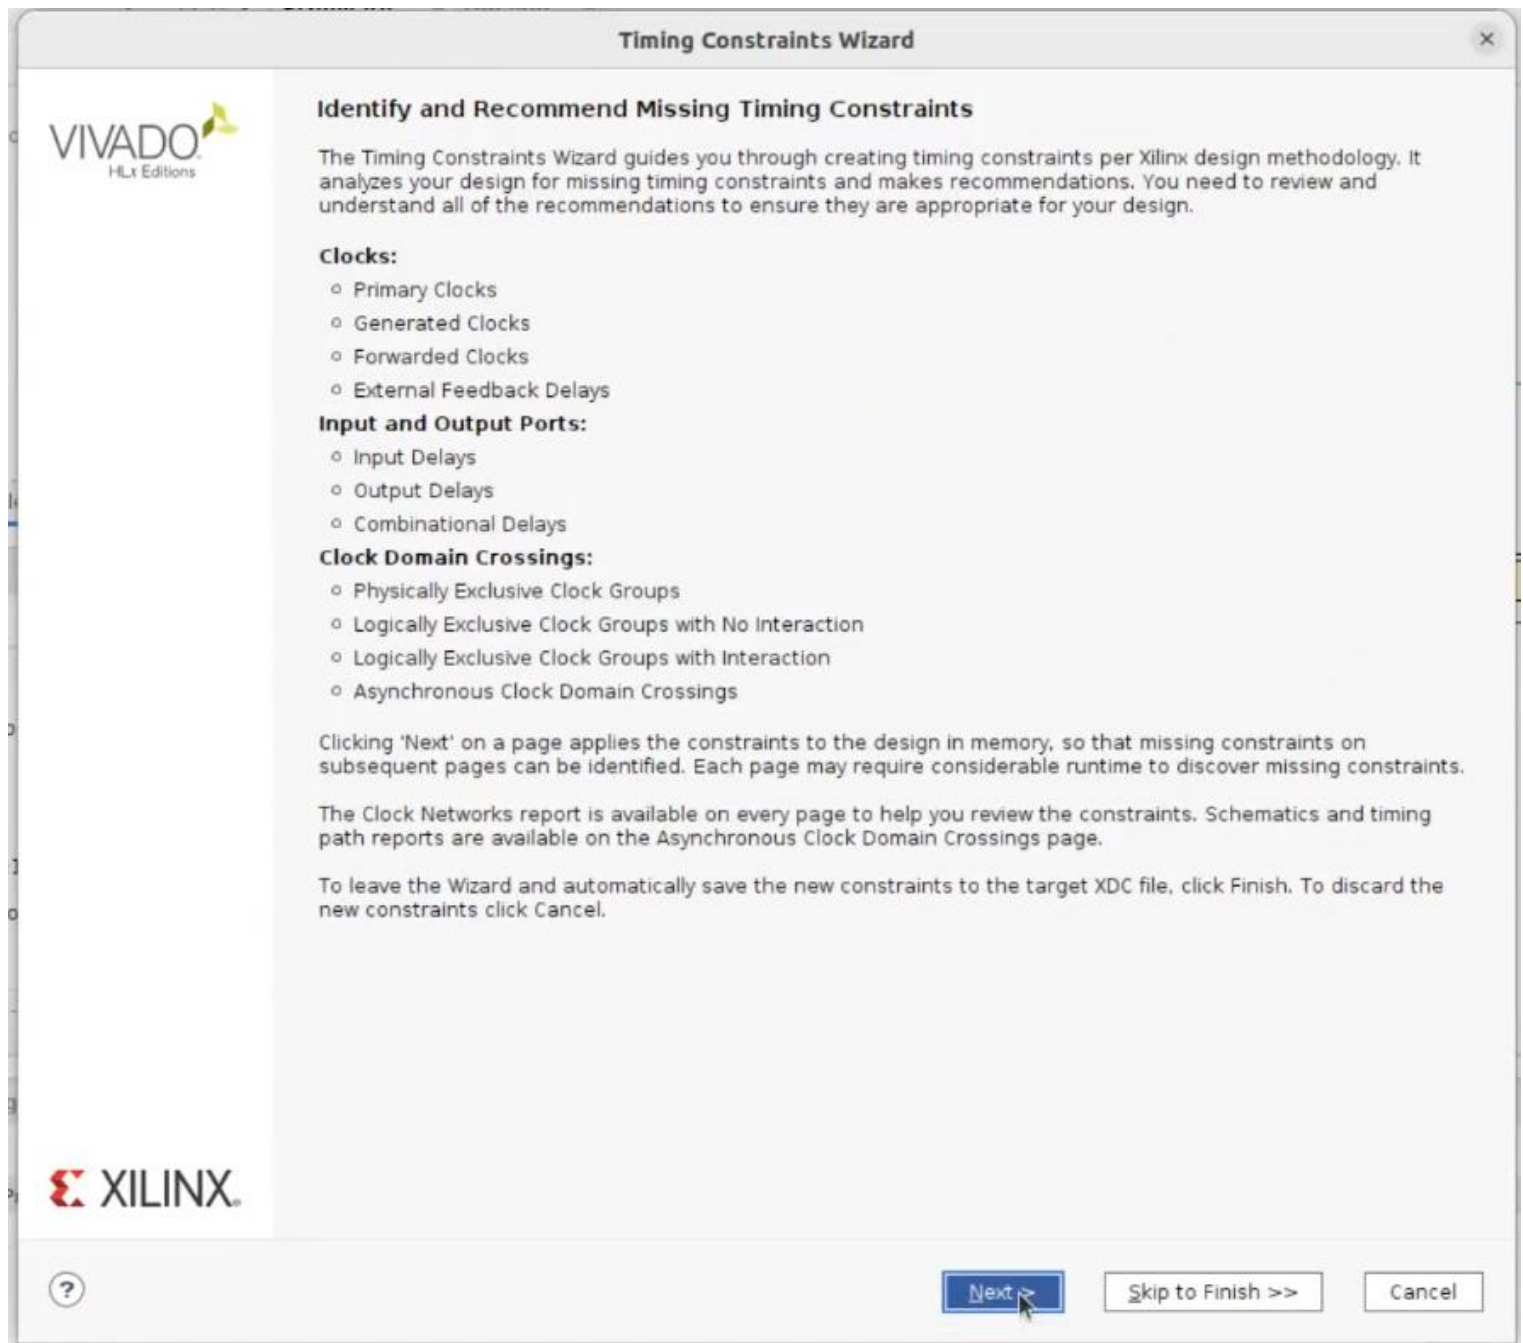 Timing Constraints Wizard
VIVADO
HLx Editions
Identify and Recommend Missing Timing Constraints
The Timing Constraints Wizard guides you through creating timing constraints per Xilinx design methodology. It
analyzes your design for missing timing constraints and makes recommendations. You need to review and
understand all of the recommendations to ensure they are appropriate for your design.
Clocks:
Primary Clocks
Generated Clocks
Forwarded Clocks
External Feedback Delays
Input and Output Ports:
Input Delays
Output Delays
Combinational Delays
Clock Domain Crossings:
Physically Exclusive Clock Groups
Logically Exclusive Clock Groups with No Interaction
Logically Exclusive Clock Groups with Interaction
Asynchronous Clock Domain Crossings
Clicking 'Next' on a page applies the constraints to the design in memory, so that missing constraints on
subsequent pages can be identified. Each page may require considerable runtime to discover missing constraints.
The Clock Networks report is available on every page to help you review the constraints. Schematics and timing
path reports are available on the Asynchronous Clock Domain Crossings page.
To leave the Wizard and automatically save the new constraints to the target XDC file, click Finish. To discard the
new constraints click Cancel.
XILINX
?
Next >
Skip to Finish >>
Cancel